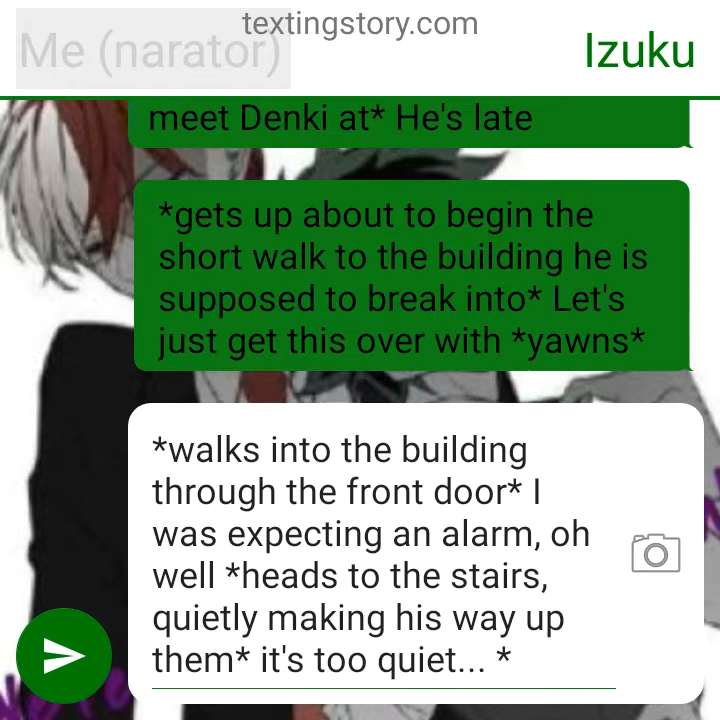 textingstory.com
Me (narator)
Izuku
meet Denki at* He's late
*gets up about to begin the
short walk to the building he is
supposed to break into* Let's
just get this over with *yawns*
*walks into the building
through the front door* I
was expecting an alarm, oh
well *heads to the stairs,
quietly making his way up
them* it's too quiet... *